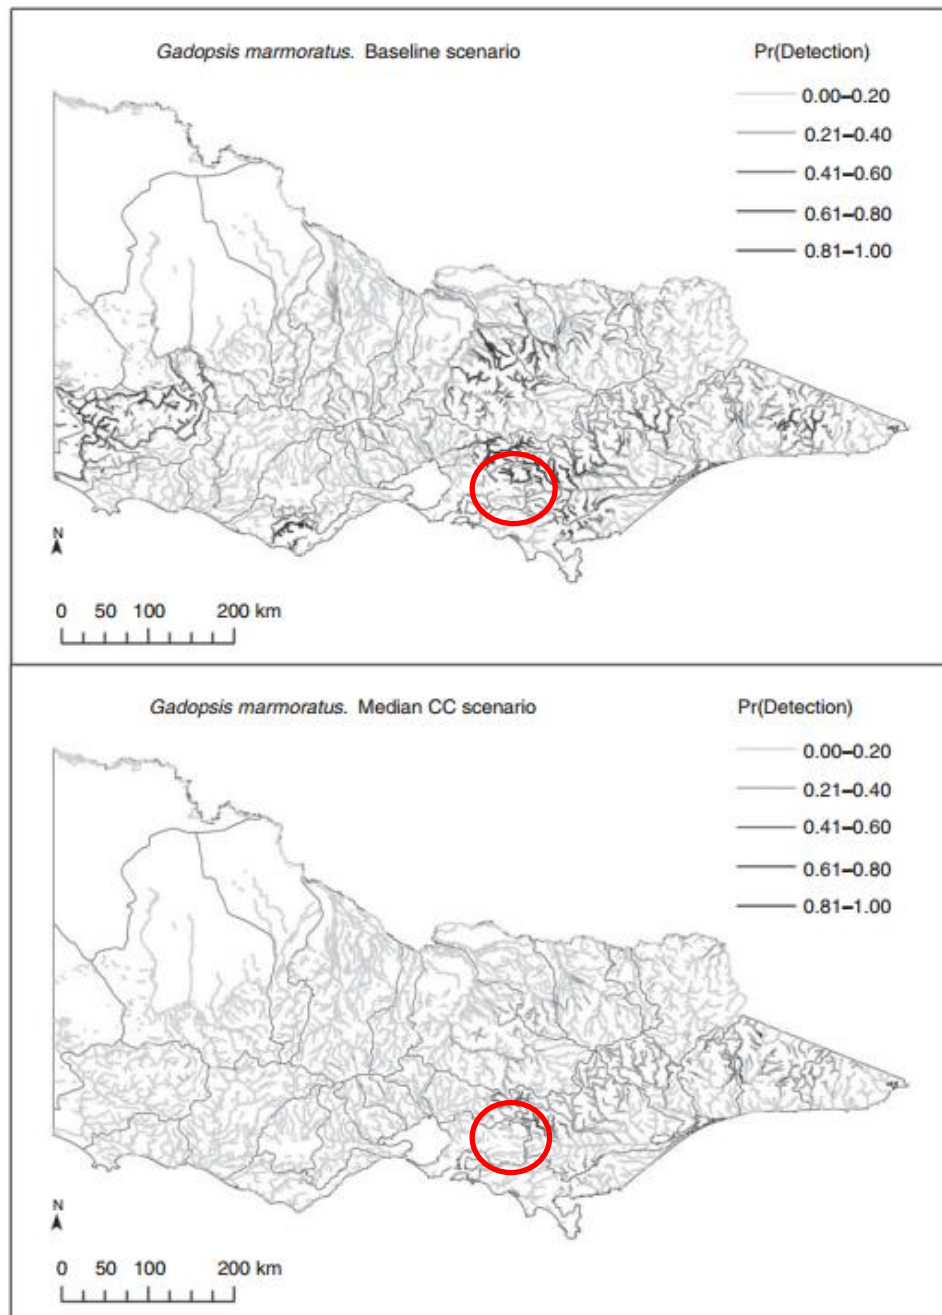 Gadopsis marmoratus. Baseline scenario
Pr(Detection)
0.00–0.20
0.21–0.40
0.41–0.60
0.61–0.80
0.81–1.00
N
0 50 100 200 km
Gadopsis marmoratus. Median CC scenario
Pr(Detection)
0.00–0.20
0.21–0.40
0.41–0.60
0.61–0.80
0.81–1.00
N
0 50 100 200 km